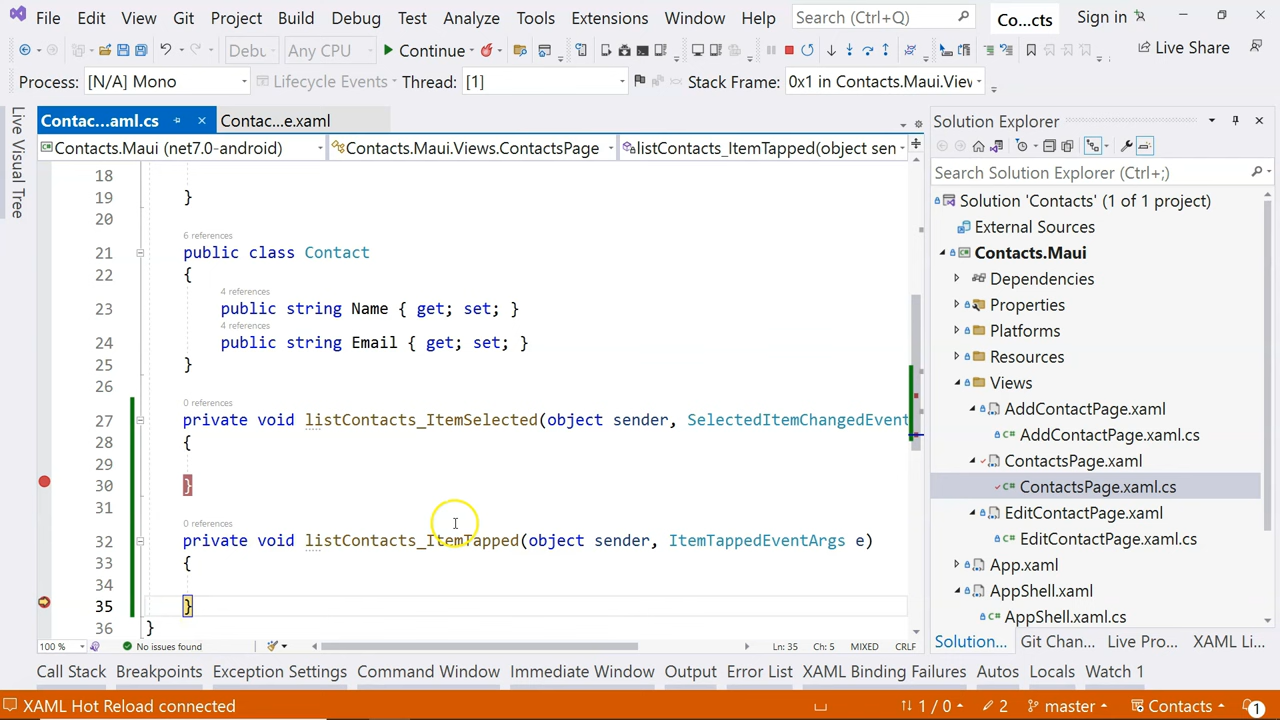 File Edit View Git Project Build Debug Test Analyze Tools Extensions Window Help Search (Ctrl+Q) Co...cts Sign in
Debu Any CPU Continue Live Share
Process: [N/A] Mono Lifecycle Events Thread: [1] Stack Frame: 0x1 in Contacts.Maui.View
Live Visual Tree
Contac...aml.cs Contac...e.xaml
Contacts.Maui (net7.0-android) Contacts.Maui.Views.ContactsPage listContacts_ItemTapped(object sen
18
19 }
20
6 references
21 public class Contact
22 {
4 references
23 public string Name { get; set; }
4 references
24 public string Email { get; set; }
25 }
26
0 references
27 private void listContacts_ItemSelected(object sender, SelectedItemChangedEvent
28 {
29
30 }
31
0 references
32 private void listContacts_ItemTapped(object sender, ItemTappedEventArgs e)
33 {
34
35 }
36 }
100 % No issues found Ln: 35 Ch: 5 MIXED CRLF
Solution Explorer
Search Solution Explorer (Ctrl+;)
Solution 'Contacts' (1 of 1 project)
External Sources
Contacts.Maui
Dependencies
Properties
Platforms
Resources
Views
AddContactPage.xaml
AddContactPage.xaml.cs
ContactsPage.xaml
ContactsPage.xaml.cs
EditContactPage.xaml
EditContactPage.xaml.cs
App.xaml
AppShell.xaml
AppShell.xaml.cs
Solution... Git Chan... Live Pro... XAML Li...
Call Stack Breakpoints Exception Settings Command Window Immediate Window Output Error List XAML Binding Failures Autos Locals Watch 1
XAML Hot Reload connected 1 / 0 2 master Contacts 1